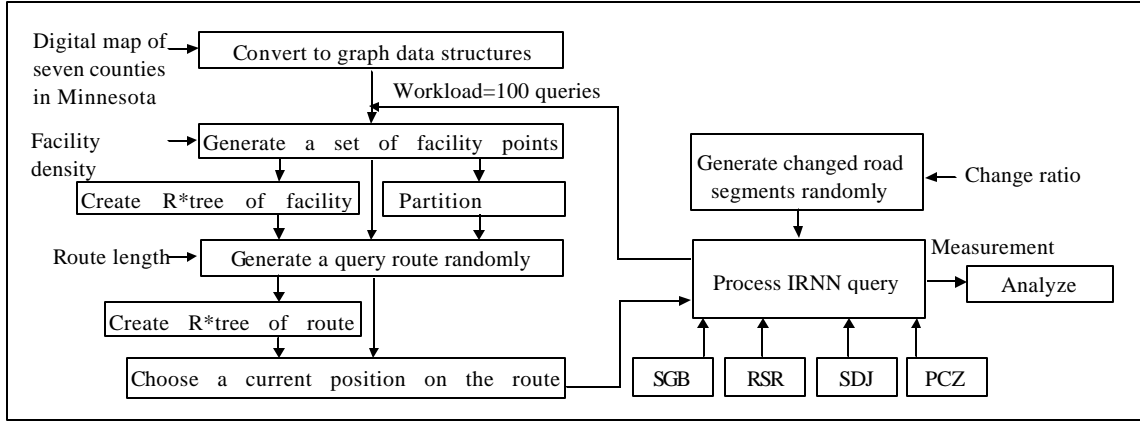 Digital map of
seven counties
in Minnesota
Convert to graph data structures
Workload=100 queries
Facility
density
Generate a set of facility points
Create R*tree of facility
Partition
Route length
Generate a query route randomly
Create R*tree of route
Choose a current position on the route
Generate changed road
segments randomly
Change ratio
Process IRNN query
Measurement
Analyze
SGB
RSR
SDJ
PCZ